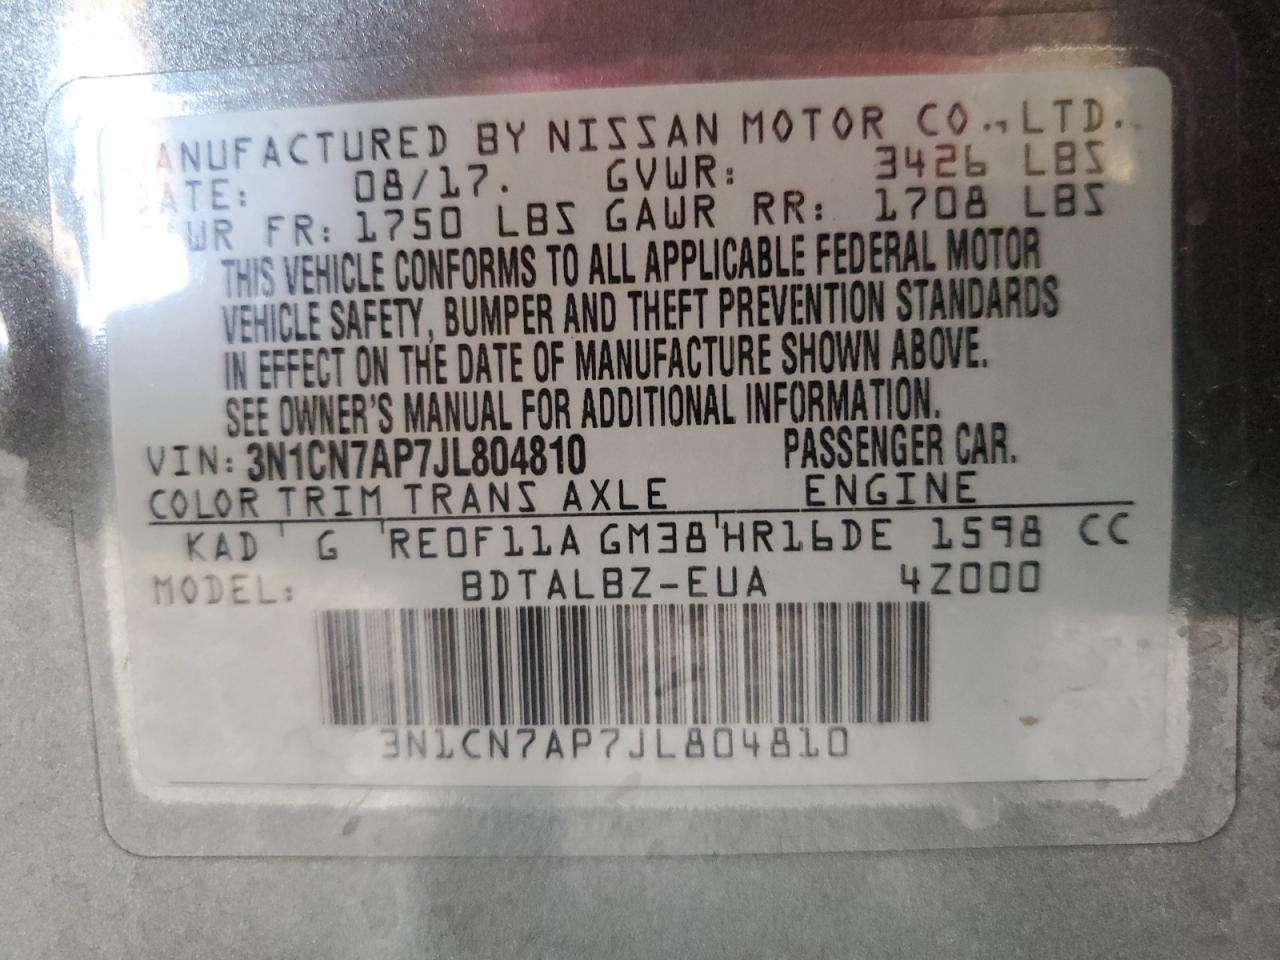 MANUFACTURED BY NISSAN MOTOR CO., LTD.
DATE: 08/17. GVWR: 3426 LBS
GAWR FR: 1750 LBS GAWR RR: 1708 LBS
THIS VEHICLE CONFORMS TO ALL APPLICABLE FEDERAL MOTOR
VEHICLE SAFETY, BUMPER AND THEFT PREVENTION STANDARDS
IN EFFECT ON THE DATE OF MANUFACTURE SHOWN ABOVE.
SEE OWNER'S MANUAL FOR ADDITIONAL INFORMATION.
VIN: 3N1CN7AP7JL804810 PASSENGER CAR.
COLOR TRIM TRANS AXLE ENGINE
KAD G RE0F11A GM38 HR16DE 1598 CC
MODEL: BDTALBZ-EUA 4Z000
3N1CN7AP7JL804810